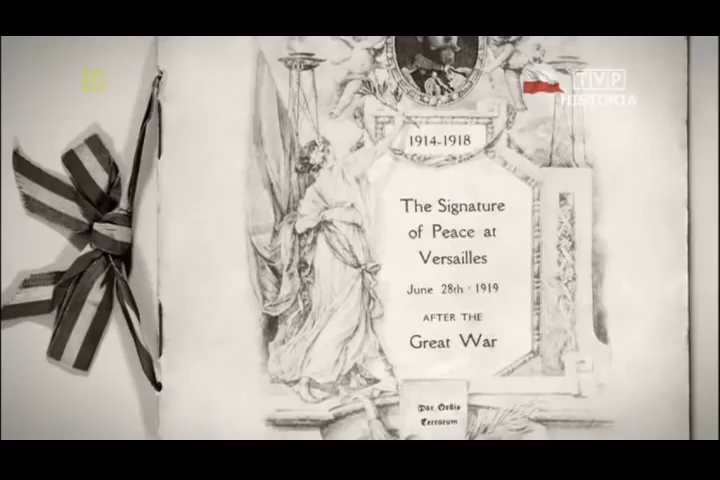 TVP
HISTORIA
1914-1918
The Signature
of Peace at
Versailles
June 28th · 1919
AFTER THE
Great War
Pax Orbis
Terrarum